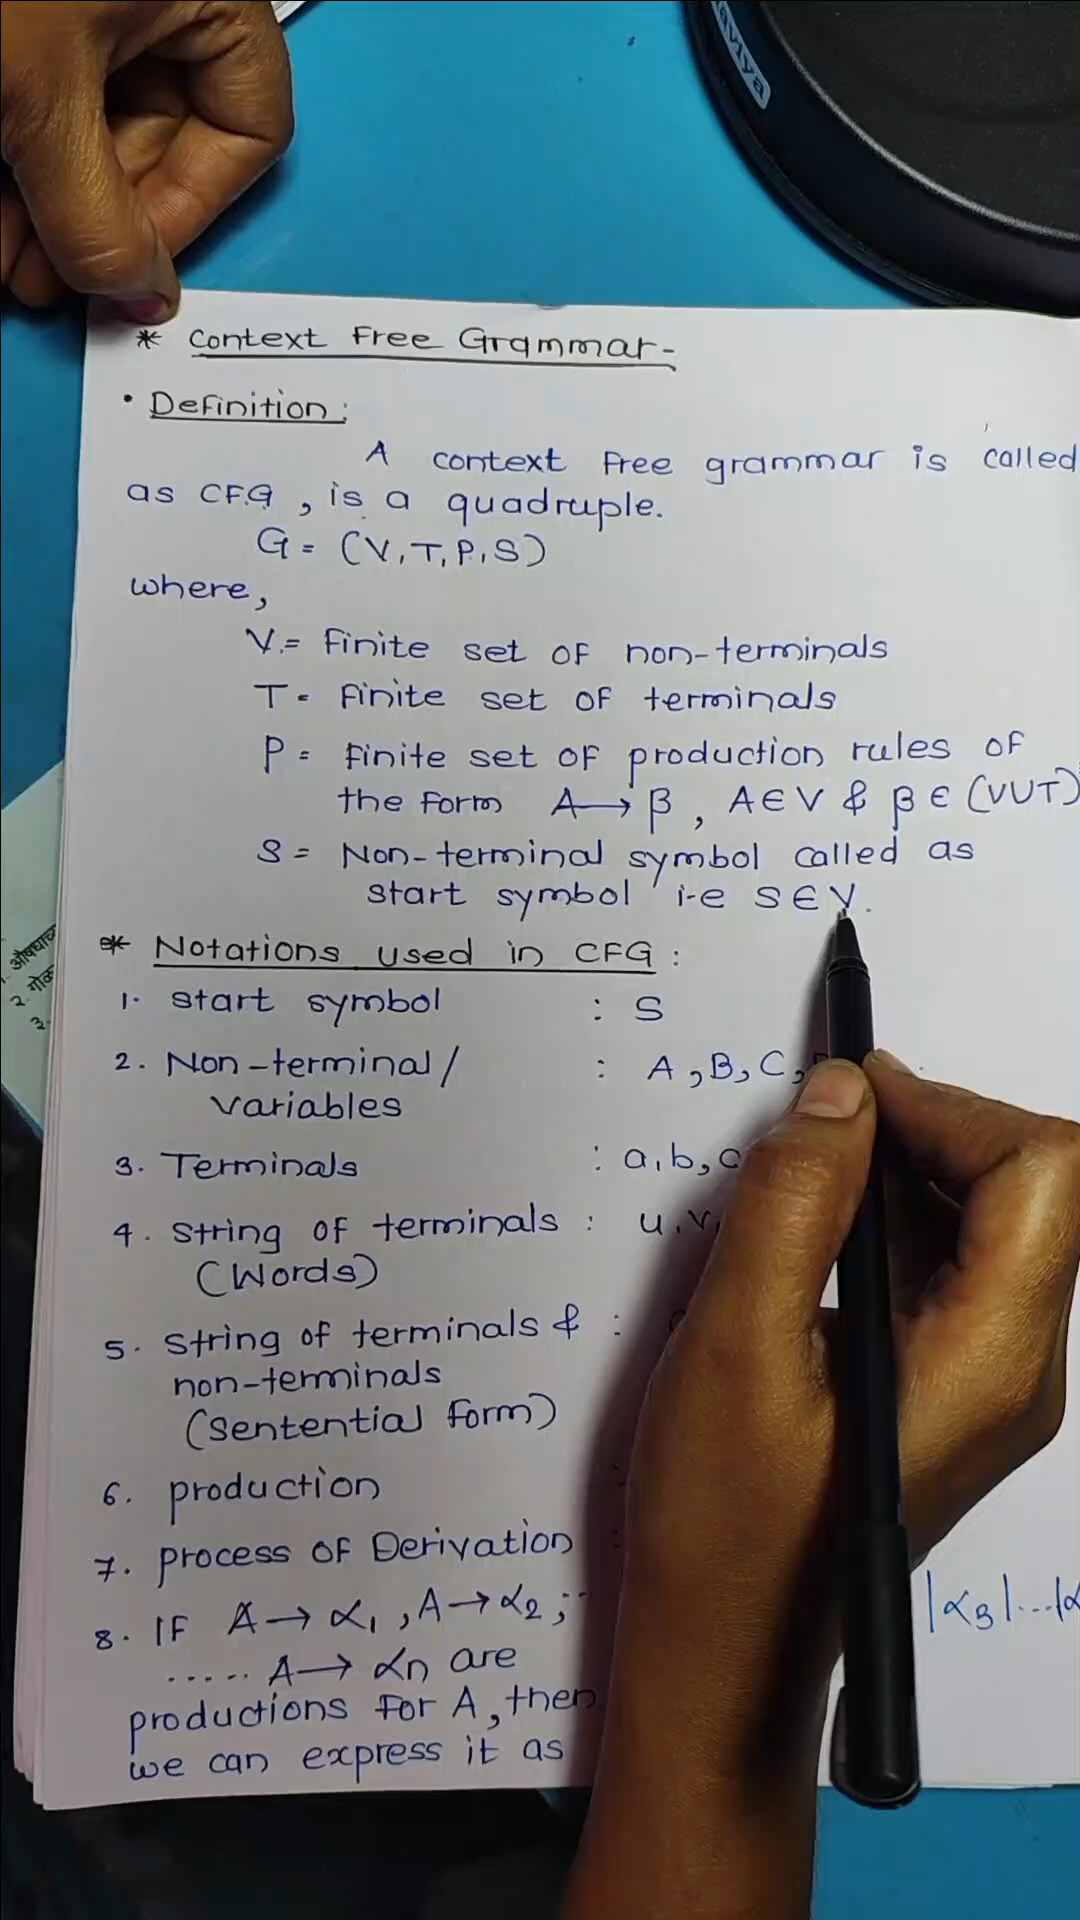 aviya
* Context Free Grammar-
• Definition:
A context free grammar is called
as CFG, is a quadruple.
G = (V, T, P, S)
where,
V = finite set of non-terminals
T = finite set of terminals
P = finite set of production rules of
the form A → β, A ∈ V & β ∈ (V∪T)
S = Non-terminal symbol called as
start symbol i-e S ∈ V.
* Notations used in CFG :
1. start symbol : S
2. Non-terminal/ : A, B, C,
variables
3. Terminals : a, b, c
4. string of terminals : u, v,
(Words)
5. string of terminals & :
non-terminals
(sentential form)
6. production :
7. process of Derivation :
8. If A → α1, A → α2, ..
|α3|...|α
..... A → αn are
productions for A, then
we can express it as
२.
३.